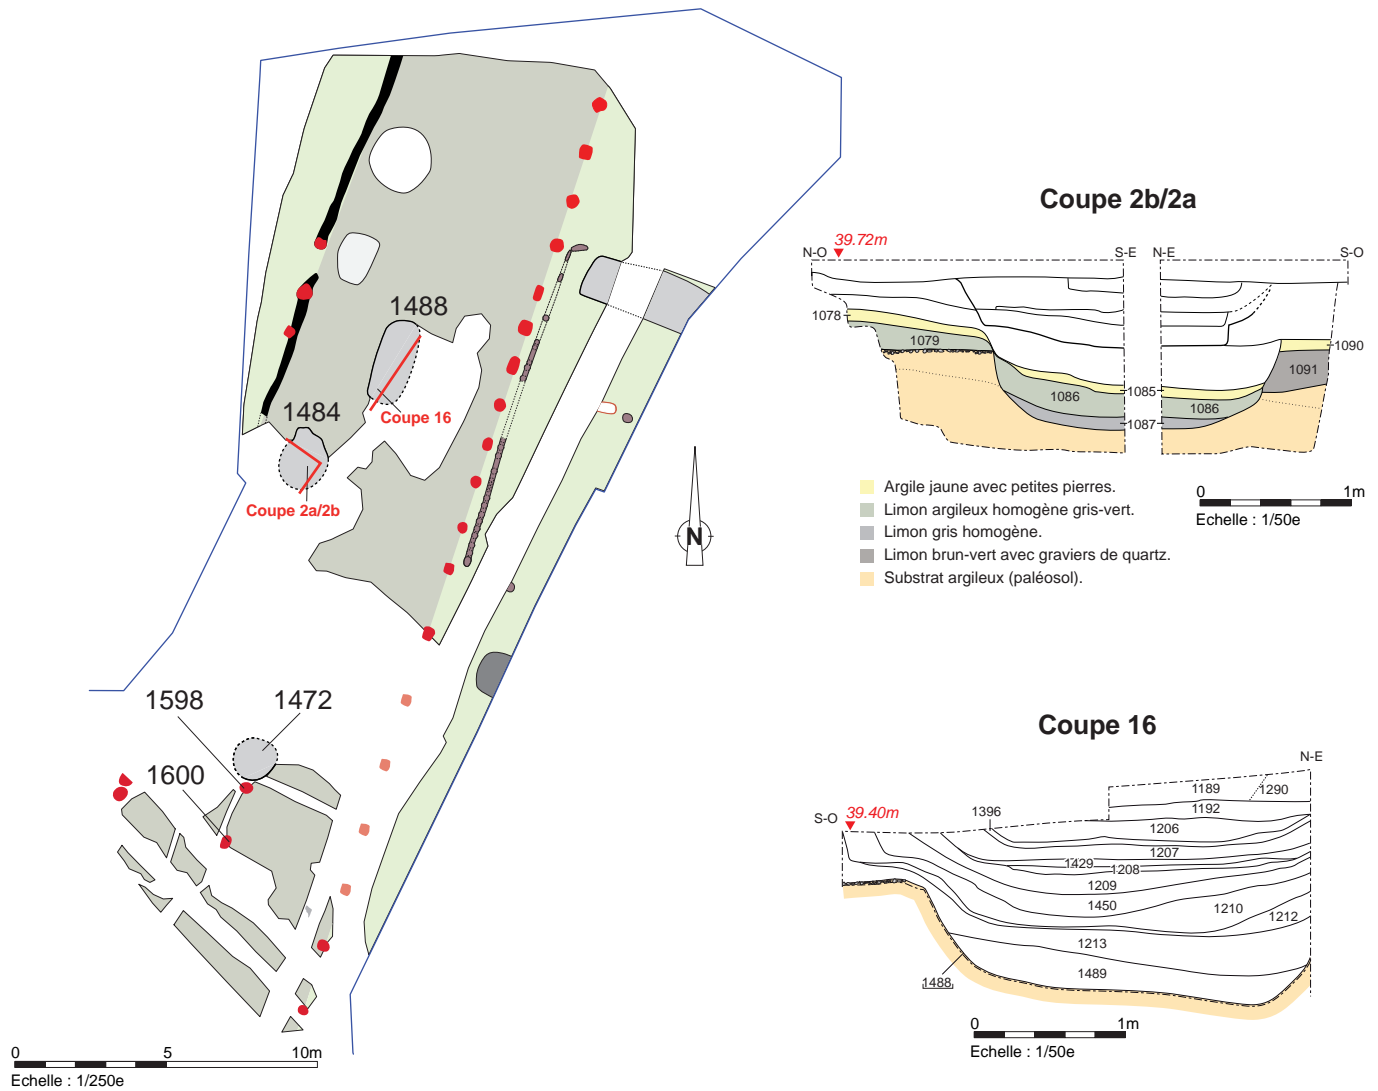 1488
1484
Coupe 16
Coupe 2a/2b
N
1598
1472
1600
0 5 10m
Echelle : 1/250e
Coupe 2b/2a
39.72m
N-O S-E N-E S-O
1078
1079
1090
1091
1085
1086
1086
1087
Argile jaune avec petites pierres.
Limon argileux homogène gris-vert.
Limon gris homogène.
Limon brun-vert avec graviers de quartz.
Substrat argileux (paléosol).
0 1m
Echelle : 1/50e
Coupe 16
N-E
S-O
39.40m
1189
1290
1192
1396
1206
1207
1429
1208
1209
1450
1210
1212
1213
1489
1488
0 1m
Echelle : 1/50e